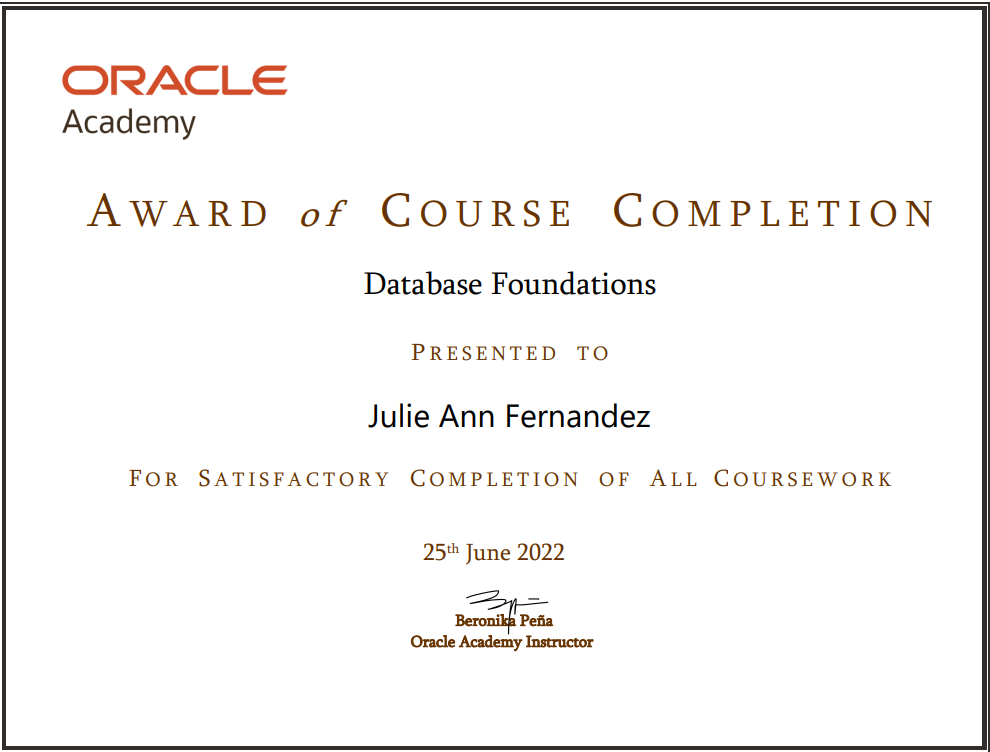 ORACLE
Academy
AWARD of COURSE COMPLETION
Database Foundations
PRESENTED TO
Julie Ann Fernandez
FOR SATISFACTORY COMPLETION OF ALL COURSEWORK
25th June 2022
Beronika Peña
Oracle Academy Instructor